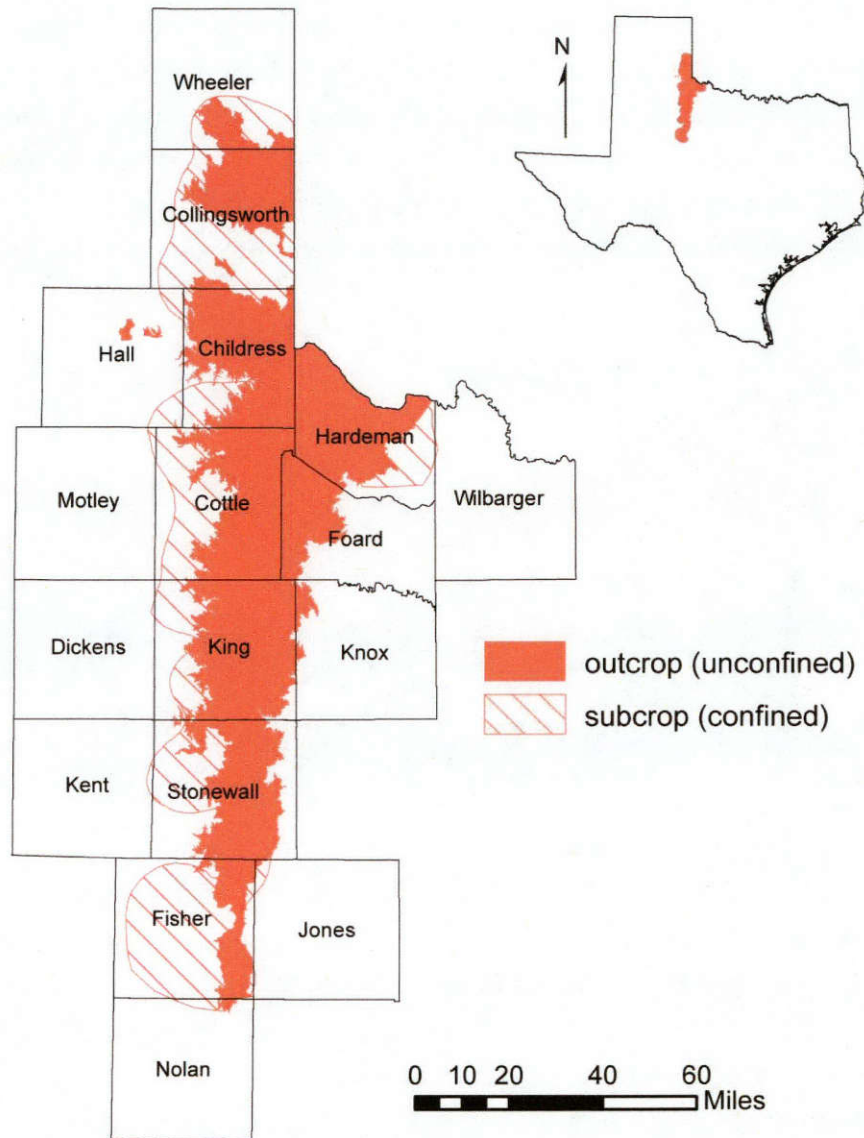 Wheeler
N
Collingsworth
Hall
Childress
Hardeman
Motley
Cottle
Wilbarger
Foard
Dickens
King
Knox
outcrop (unconfined)
subcrop (confined)
Kent
Stonewall
Fisher
Jones
Nolan
0 10 20 40 60
Miles